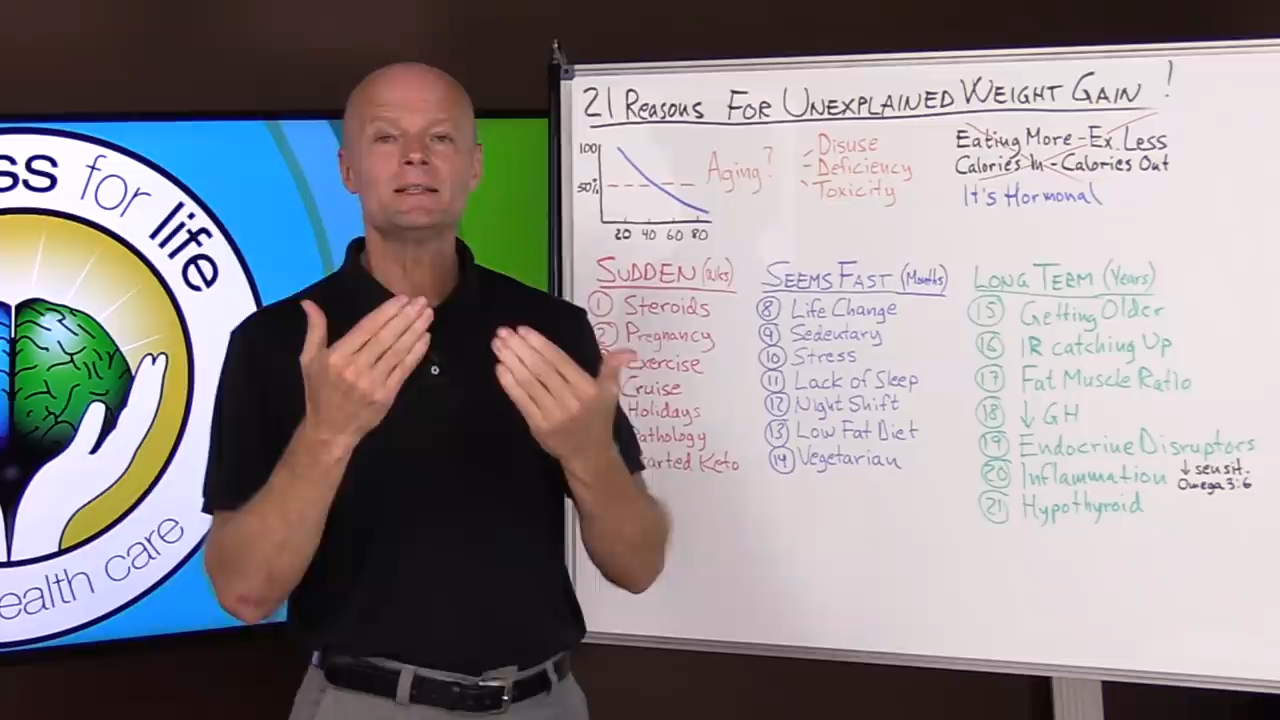 ss for life
ealth care
21 Reasons For Unexplained Weight Gain!
100
50%
20 40 60 80
Aging?
- Disuse
- Deficiency
- Toxicity
Eating More - Ex. Less
Calories In - Calories Out
It's Hormonal
Sudden (wks)
1 Steroids
2 Pregnancy
Exercise
Cruise
Holidays
Pathology
arted Keto
Seems Fast (Months)
8 Life Change
9 Sedentary
10 Stress
11 Lack of Sleep
12 Night Shift
13 Low Fat Diet
14 Vegetarian
Long Term (Years)
15 Getting Older
16 IR catching Up
17 Fat Muscle Ratio
18 ↓ GH
19 Endocrine Disruptors
20 Inflammation ↓ sensit.
Omega 3:6
21 Hypothyroid